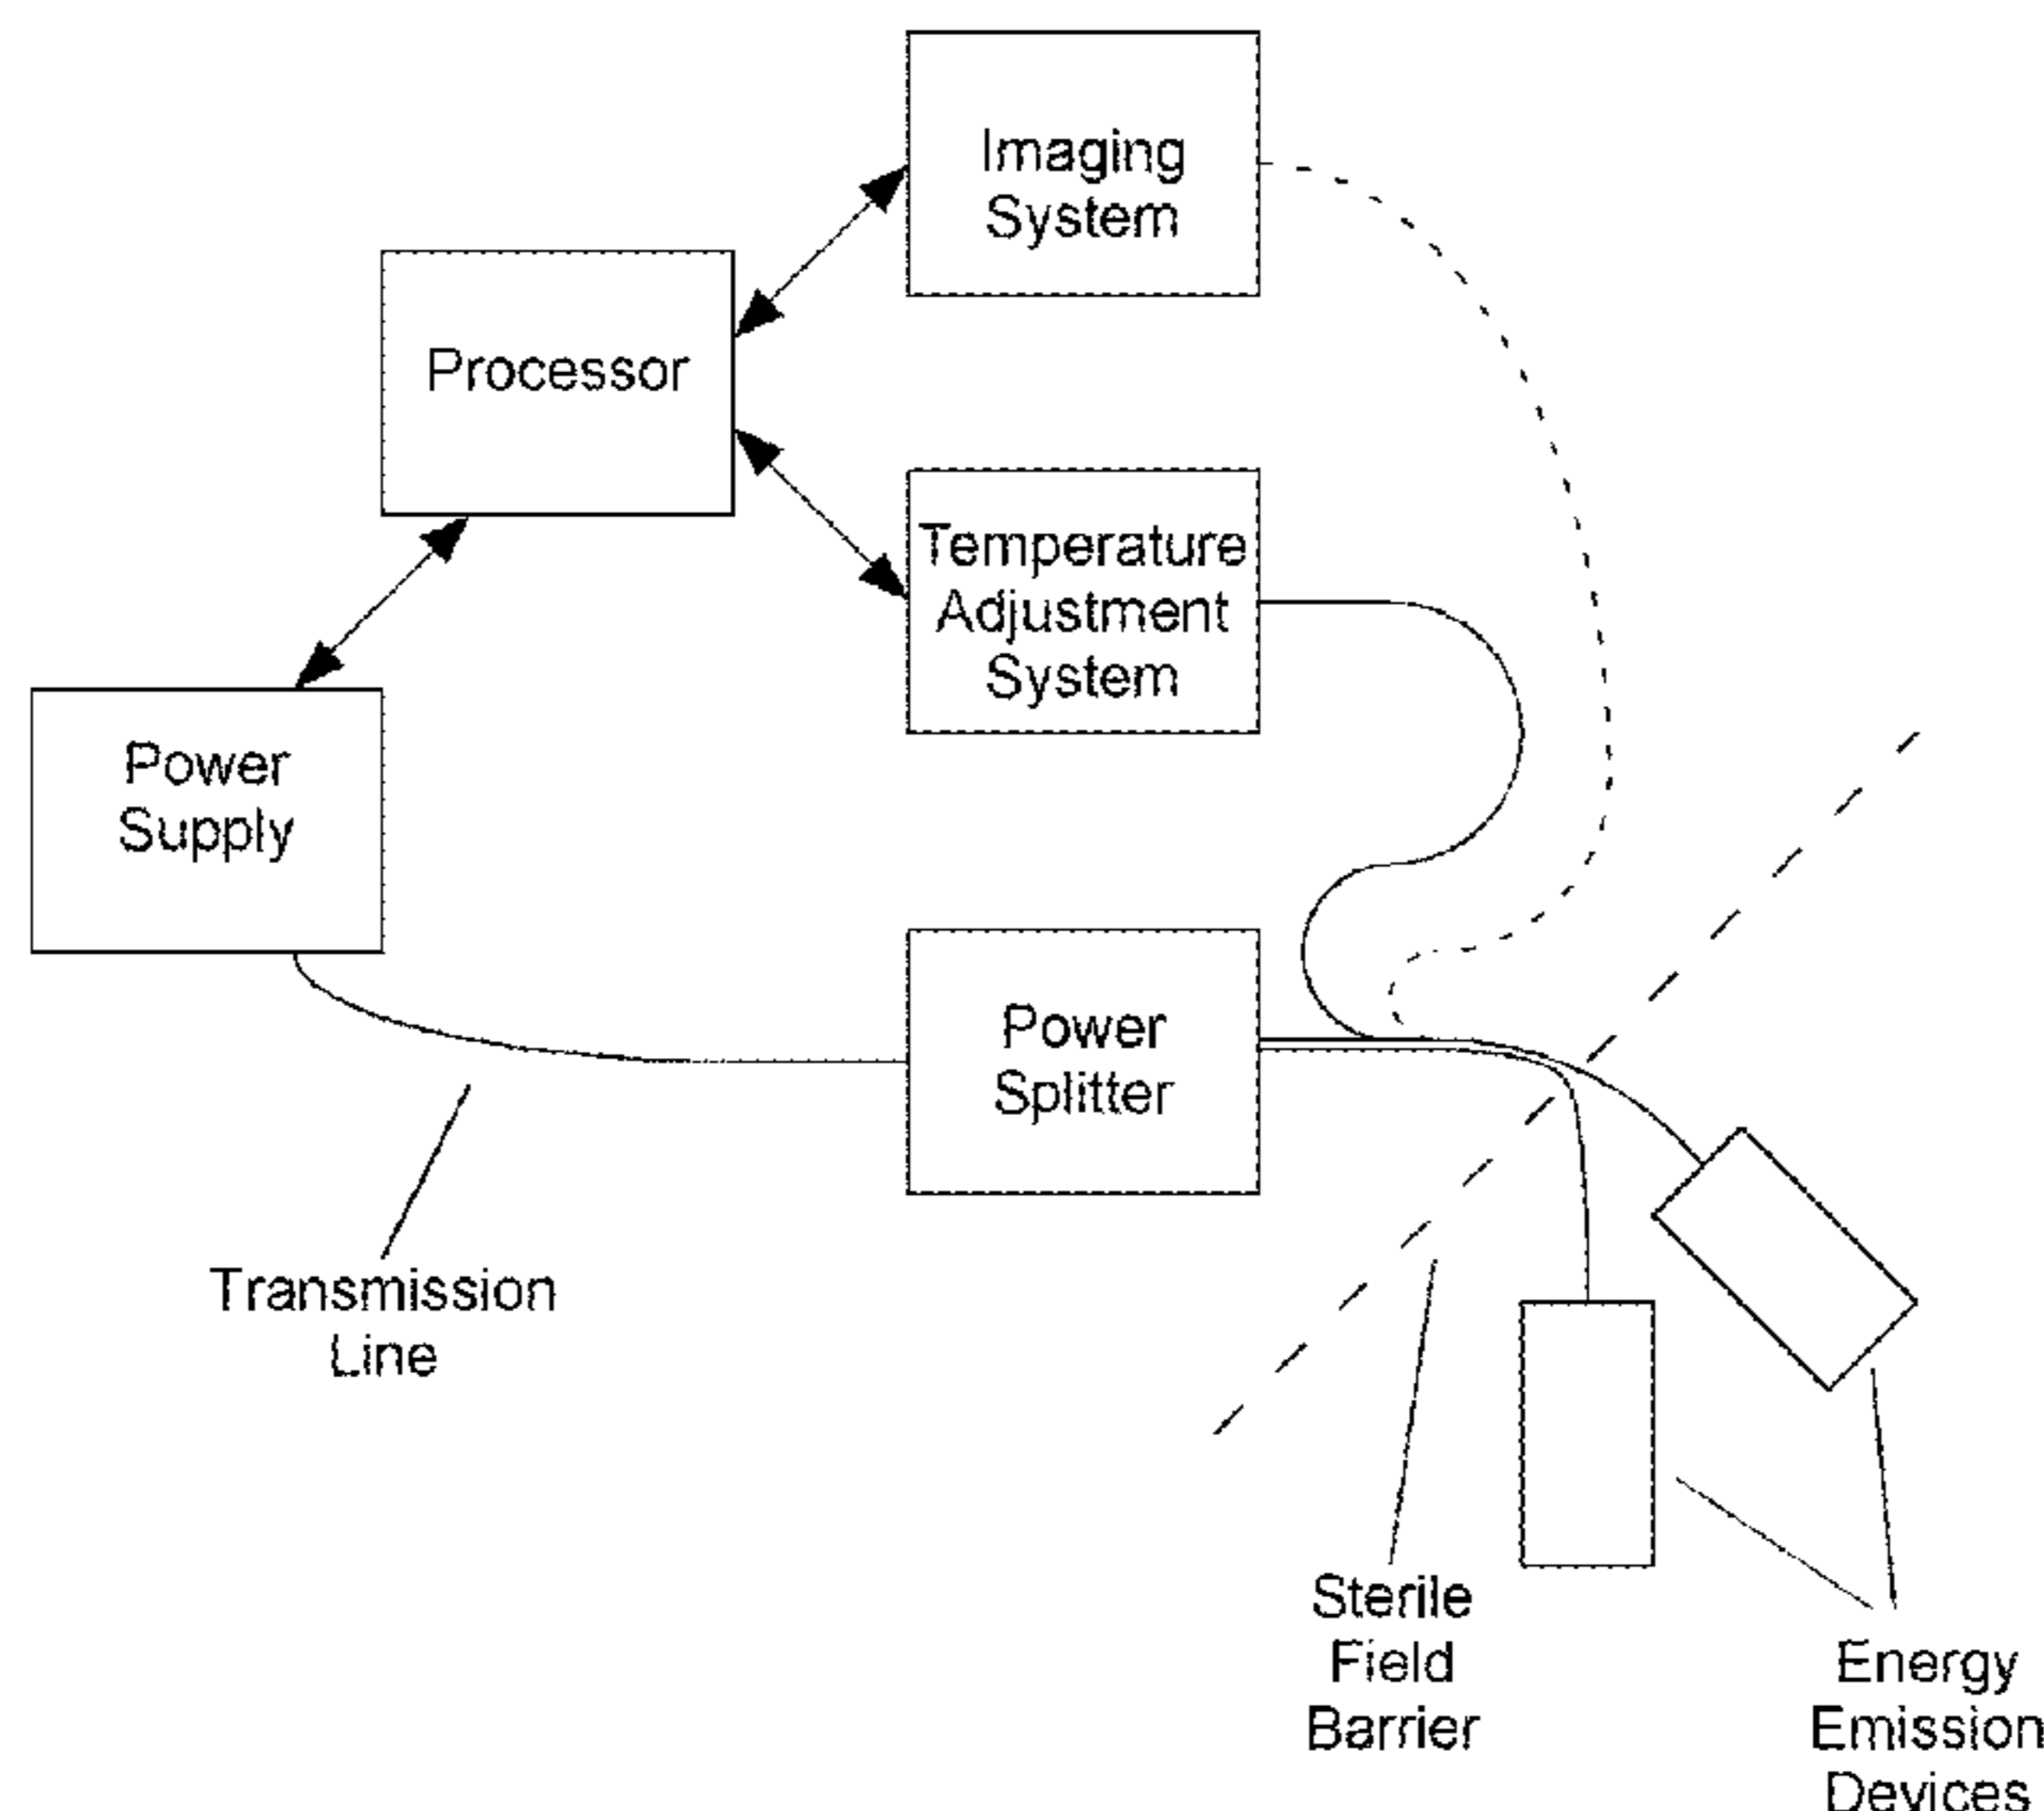 Imaging
System
Processor
Temperature
Adjustment
System
Power
Supply
Power
Splitter
Transmission
Line
Sterile
Field
Barrier
Energy
Emission
Devices